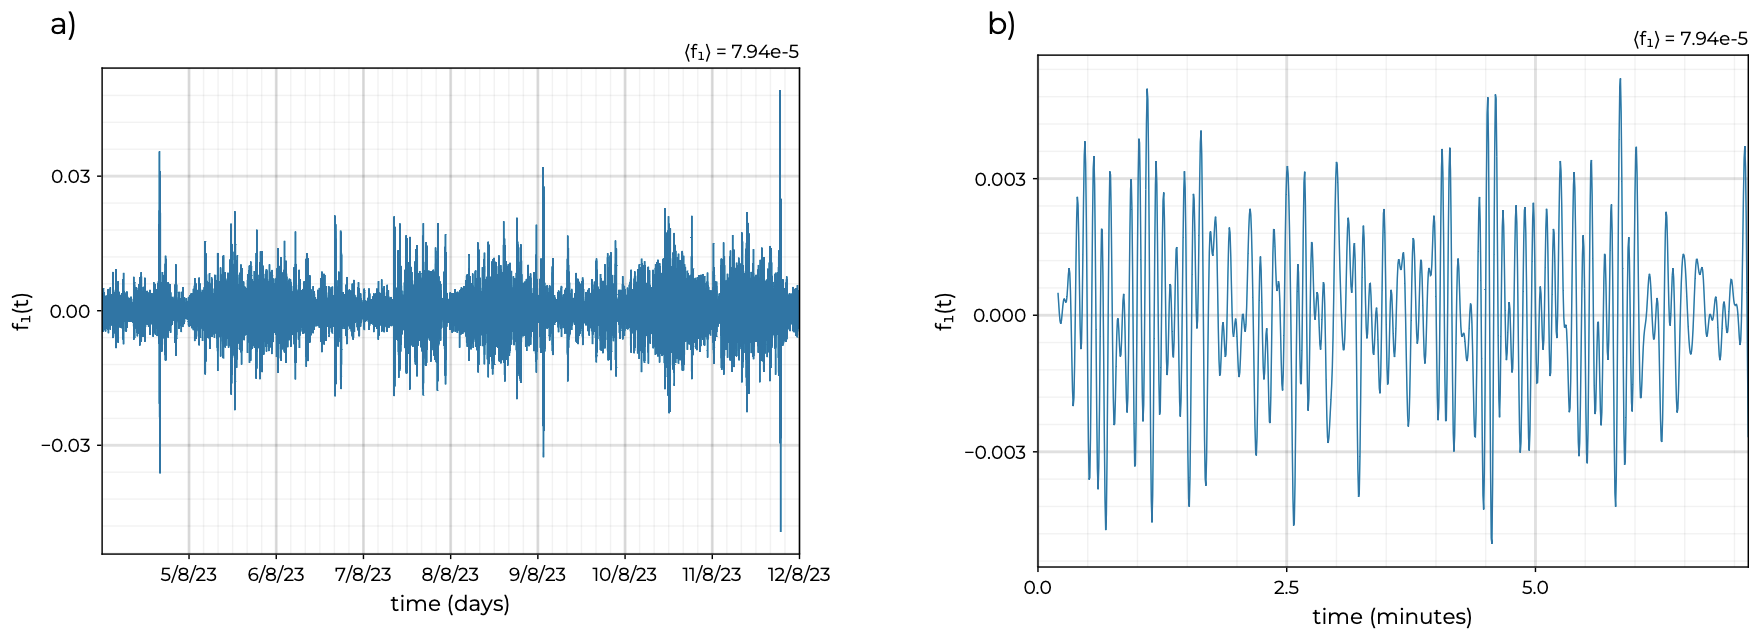 a)
⟨f₁⟩ = 7.94e-5
0.03
0.00
−0.03
f₁(t)
5/8/23 6/8/23 7/8/23 8/8/23 9/8/23 10/8/23 11/8/23 12/8/23
time (days)
b)
⟨f₁⟩ = 7.94e-5
0.003
0.000
−0.003
f₁(t)
0.0 2.5 5.0
time (minutes)